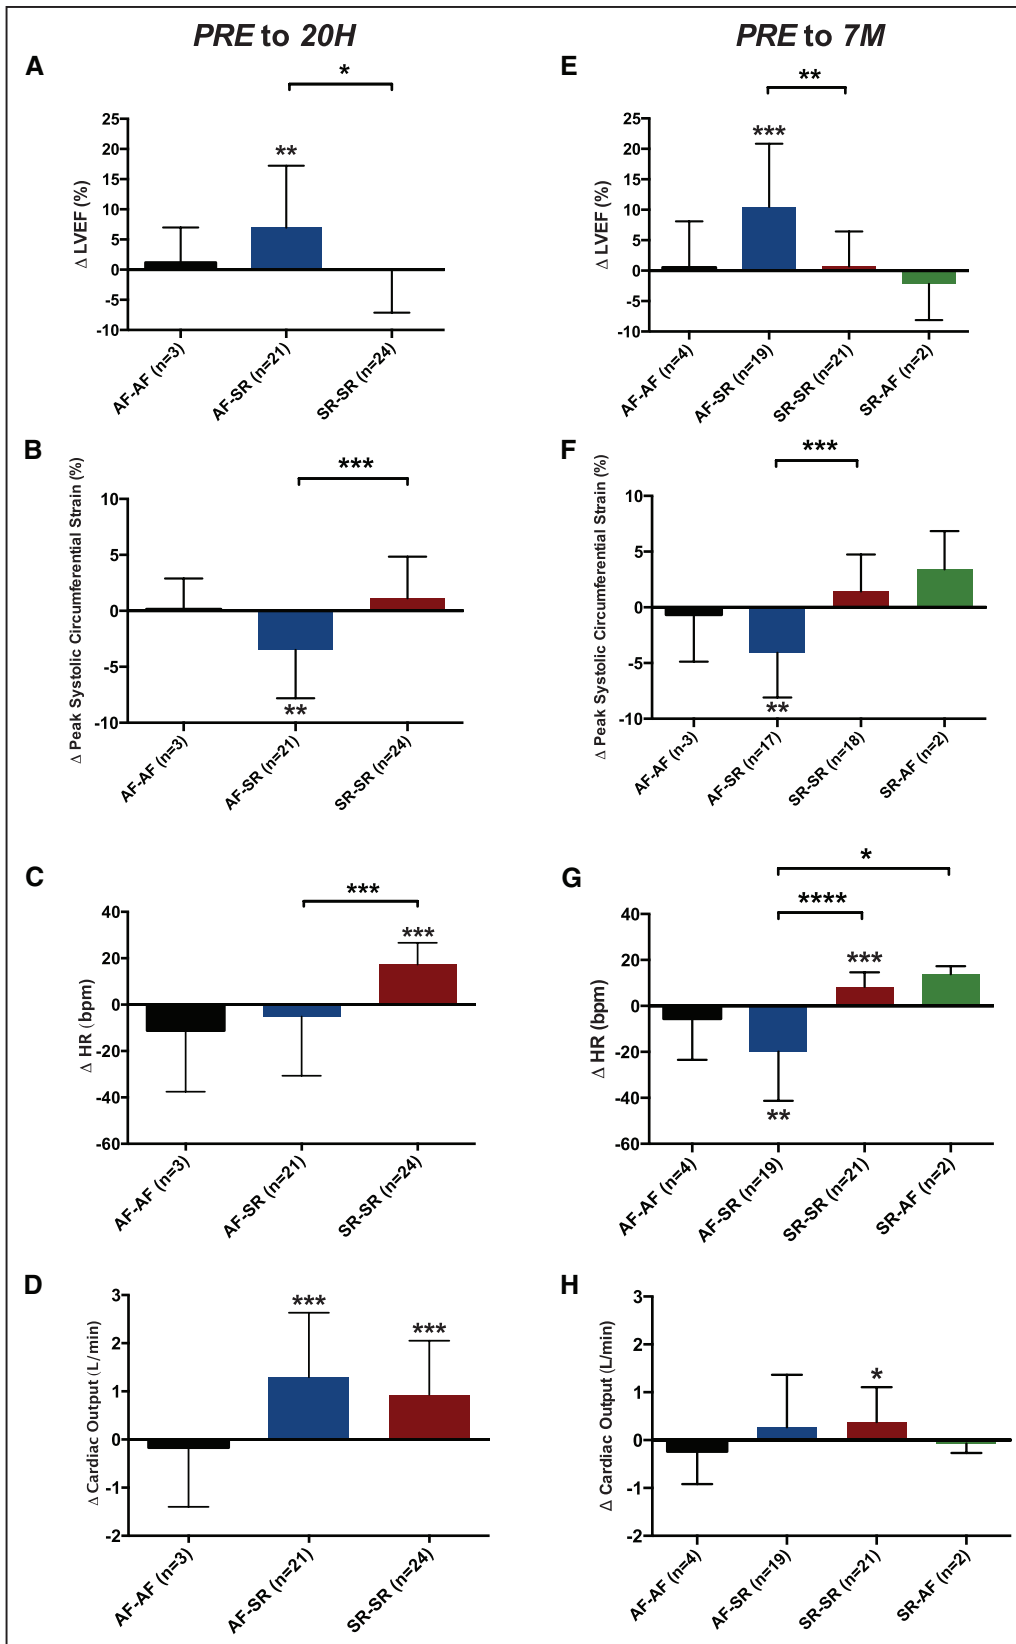 PRE to 20H
PRE to 7M
A
*
Δ LVEF (%)
25
20
15
10
5
0
-5
-10
**
AF-AF (n=3)
AF-SR (n=21)
SR-SR (n=24)
E
**
Δ LVEF (%)
25
20
15
10
5
0
-5
-10
***
AF-AF (n=4)
AF-SR (n=19)
SR-SR (n=21)
SR-AF (n=2)
B
***
Δ Peak Systolic Circumferential Strain (%)
10
5
0
-5
-10
**
AF-AF (n=3)
AF-SR (n=21)
SR-SR (n=24)
F
***
Δ Peak Systolic Circumferential Strain (%)
10
5
0
-5
-10
**
AF-AF (n-3)
AF-SR (n=17)
SR-SR (n=18)
SR-AF (n=2)
C
***
Δ HR (bpm)
40
20
0
-20
-40
-60
***
AF-AF (n=3)
AF-SR (n=21)
SR-SR (n=24)
G
*
****
Δ HR (bpm)
40
20
0
-20
-40
-60
***
**
AF-AF (n=4)
AF-SR (n=19)
SR-SR (n=21)
SR-AF (n=2)
D
Δ Cardiac Output (L/min)
3
2
1
0
-1
-2
***
***
AF-AF (n=3)
AF-SR (n=21)
SR-SR (n=24)
H
Δ Cardiac Output (L/min)
3
2
1
0
-1
-2
*
AF-AF (n=4)
AF-SR (n=19)
SR-SR (n=21)
SR-AF (n=2)